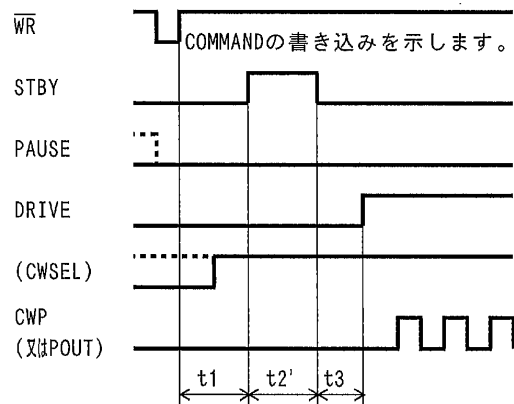 WR
COMMANDの書き込みを示します。
STBY
PAUSE
DRIVE
(CWSEL)
CWP
(又はPOUT)
t1 t2' t3